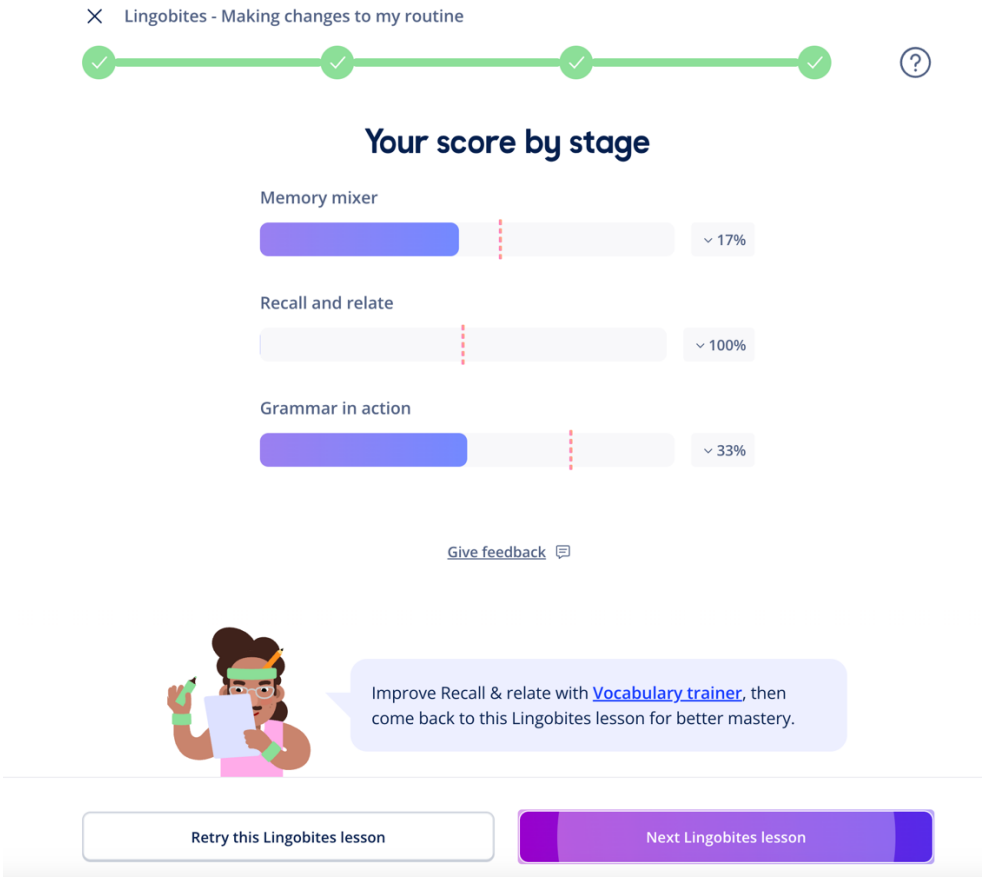 Lingobites - Making changes to my routine
?
Your score by stage
Memory mixer
17%
Recall and relate
100%
Grammar in action
33%
Give feedback
Improve Recall & relate with Vocabulary trainer, then
come back to this Lingobites lesson for better mastery.
Retry this Lingobites lesson
Next Lingobites lesson